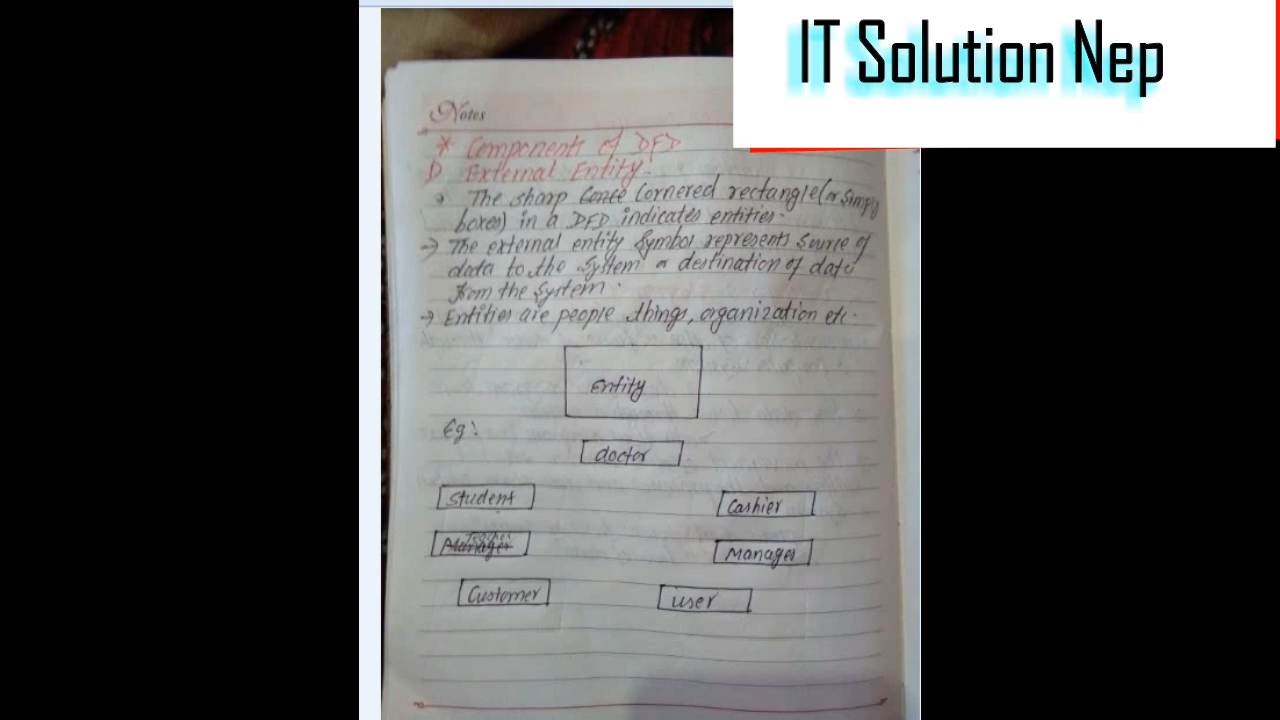 IT Solution Nep
Notes
* Components of DFD
1) External Entity:
The sharp Cornered rectangle (or simply
boxes) in a DFD indicates entities.
→ The external entity Symbol represents source of
data to the system or destination of data
from the system.
→ Entities are people things, organization etc.
Entity
Eg:
doctor
Student
Cashier
Teacher
Manager
Manager
Customer
user